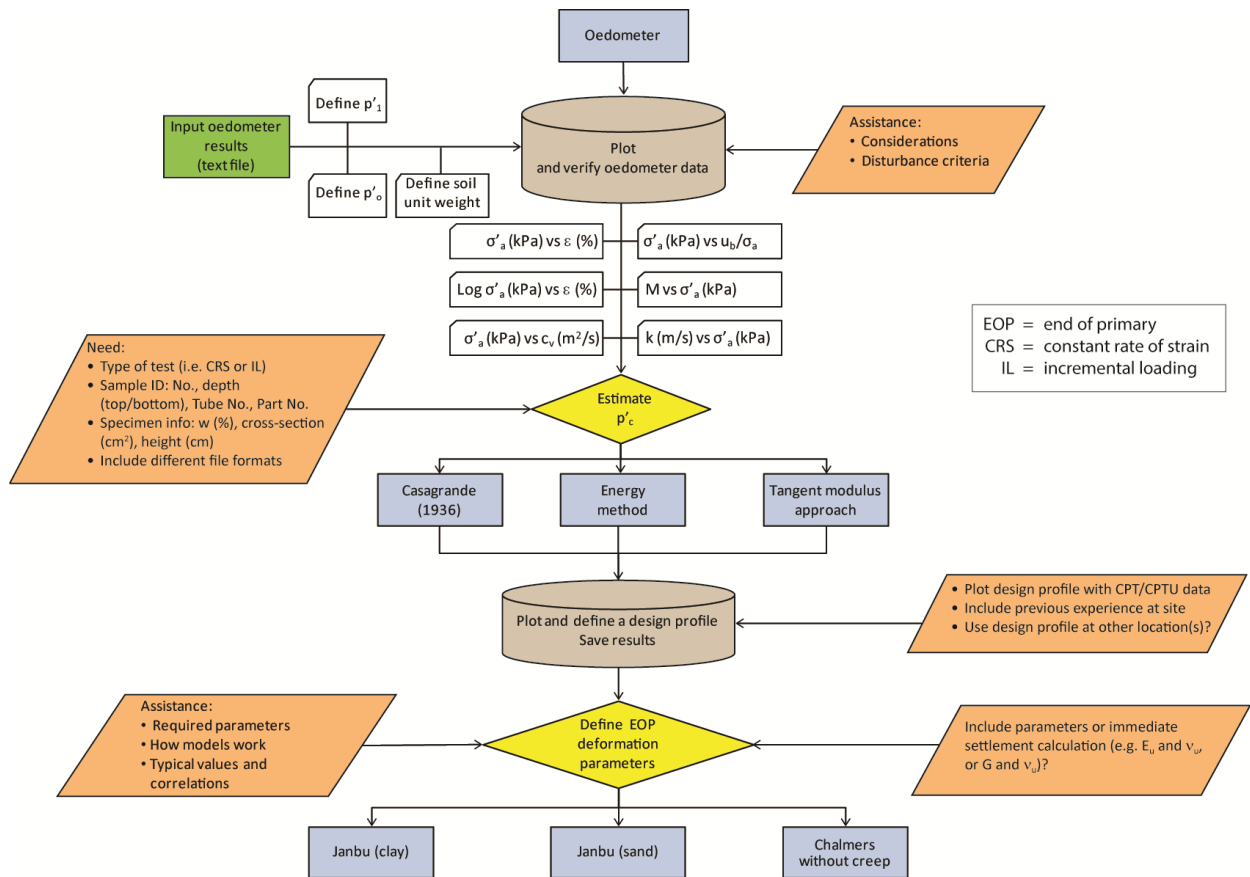 Oedometer
Define p'₁
Input oedometer
results
(text file)
Define p'ₒ
Define soil
unit weight
Plot
and verify oedometer data
Assistance:
• Considerations
• Disturbance criteria
σ'ₐ (kPa) vs ε (%)
σ'ₐ (kPa) vs u_b/σₐ
Log σ'ₐ (kPa) vs ε (%)
M vs σ'ₐ (kPa)
σ'ₐ (kPa) vs cᵥ (m²/s)
k (m/s) vs σ'ₐ (kPa)
EOP = end of primary
CRS = constant rate of strain
IL = incremental loading
Need:
• Type of test (i.e. CRS or IL)
• Sample ID: No., depth
(top/bottom), Tube No., Part No.
• Specimen info: w (%), cross-section
(cm²), height (cm)
• Include different file formats
Estimate
p'_c
Casagrande
(1936)
Energy
method
Tangent modulus
approach
Plot and define a design profile
Save results
• Plot design profile with CPT/CPTU data
• Include previous experience at site
• Use design profile at other location(s)?
Assistance:
• Required parameters
• How models work
• Typical values and
correlations
Define EOP
deformation
parameters
Include parameters or immediate
settlement calculation (e.g. Eᵤ and νᵤ,
or G and νᵤ)?
Janbu (clay)
Janbu (sand)
Chalmers
without creep